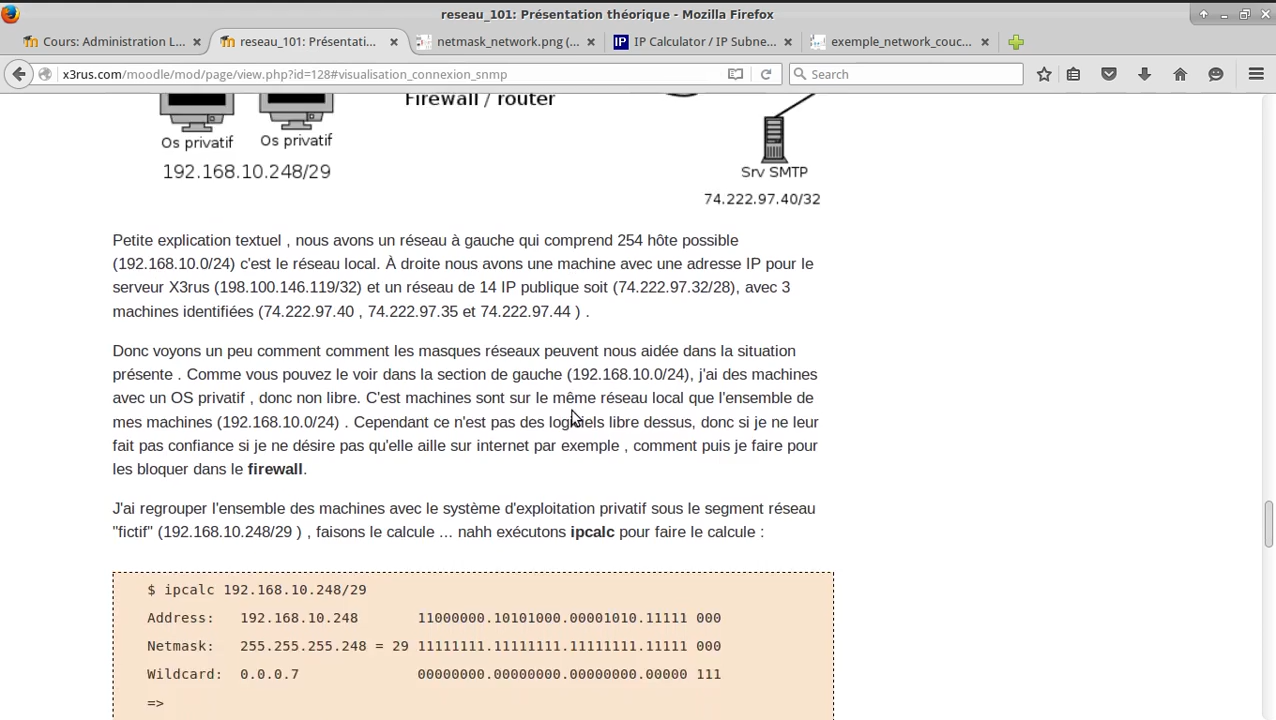 reseau_101: Présentation théorique - Mozilla Firefox
Cours: Administration L...
reseau_101: Présentati...
netmask_network.png (...
IP IP Calculator / IP Subne...
exemple_network_couc...
x3rus.com/moodle/mod/page/view.php?id=128#visualisation_connexion_snmp
Search
Firewall / router
Os privatif Os privatif
192.168.10.248/29
Srv SMTP
74.222.97.40/32
Petite explication textuel , nous avons un réseau à gauche qui comprend 254 hôte possible
(192.168.10.0/24) c'est le réseau local. À droite nous avons une machine avec une adresse IP pour le
serveur X3rus (198.100.146.119/32) et un réseau de 14 IP publique soit (74.222.97.32/28), avec 3
machines identifiées (74.222.97.40 , 74.222.97.35 et 74.222.97.44 ) .
Donc voyons un peu comment comment les masques réseaux peuvent nous aidée dans la situation
présente . Comme vous pouvez le voir dans la section de gauche (192.168.10.0/24), j'ai des machines
avec un OS privatif , donc non libre. C'est machines sont sur le même réseau local que l'ensemble de
mes machines (192.168.10.0/24) . Cependant ce n'est pas des logiciels libre dessus, donc si je ne leur
fait pas confiance si je ne désire pas qu'elle aille sur internet par exemple , comment puis je faire pour
les bloquer dans le firewall.
J'ai regrouper l'ensemble des machines avec le système d'exploitation privatif sous le segment réseau
"fictif" (192.168.10.248/29 ) , faisons le calcule ... nahh exécutons ipcalc pour faire le calcule :
$ ipcalc 192.168.10.248/29
Address: 192.168.10.248 11000000.10101000.00001010.11111 000
Netmask: 255.255.255.248 = 29 11111111.11111111.11111111.11111 000
Wildcard: 0.0.0.7 00000000.00000000.00000000.00000 111
=>